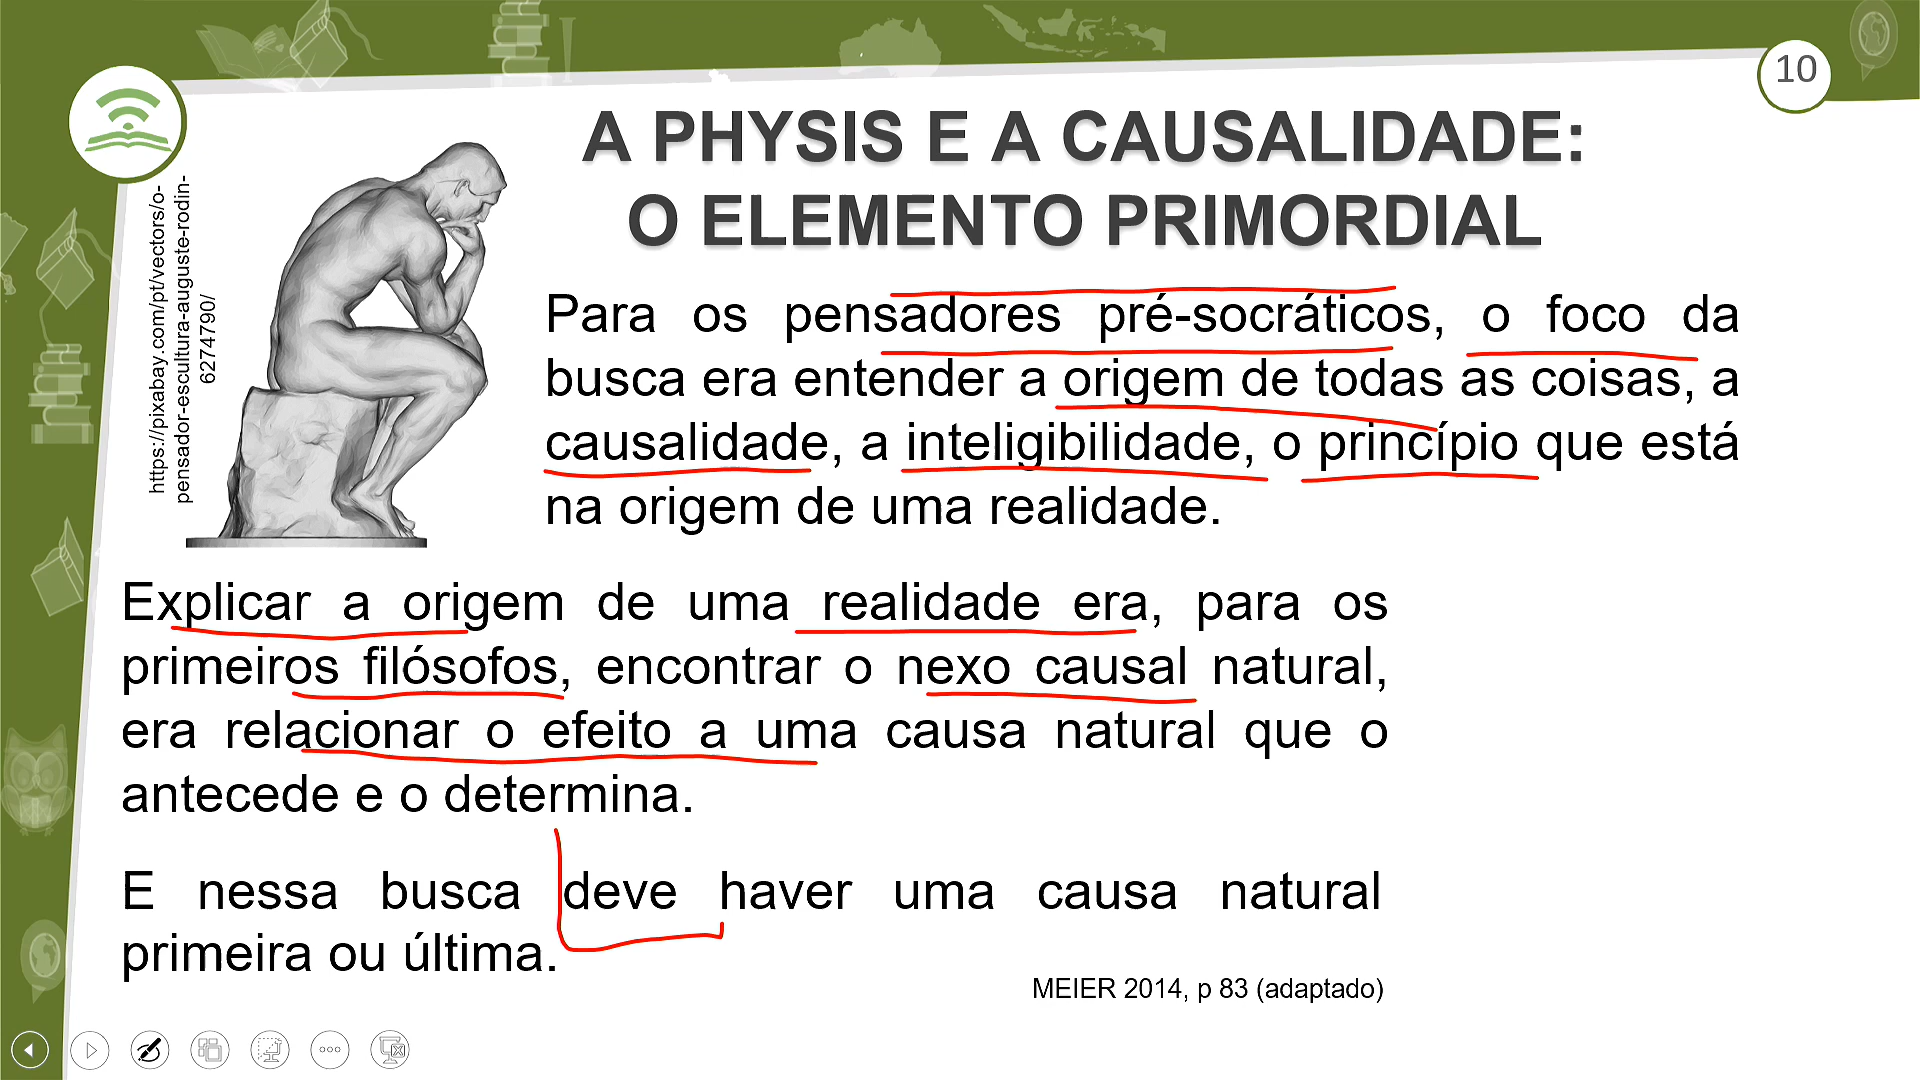 10
A PHYSIS E A CAUSALIDADE:
O ELEMENTO PRIMORDIAL
https://pixabay.com/pt/vectors/o-
pensador-escultura-auguste-rodin-
6274790/
Para os pensadores pré-socráticos, o foco da
busca era entender a origem de todas as coisas, a
causalidade, a inteligibilidade, o princípio que está
na origem de uma realidade.
Explicar a origem de uma realidade era, para os
primeiros filósofos, encontrar o nexo causal natural,
era relacionar o efeito a uma causa natural que o
antecede e o determina.
E nessa busca deve haver uma causa natural
primeira ou última.
MEIER 2014, p 83 (adaptado)